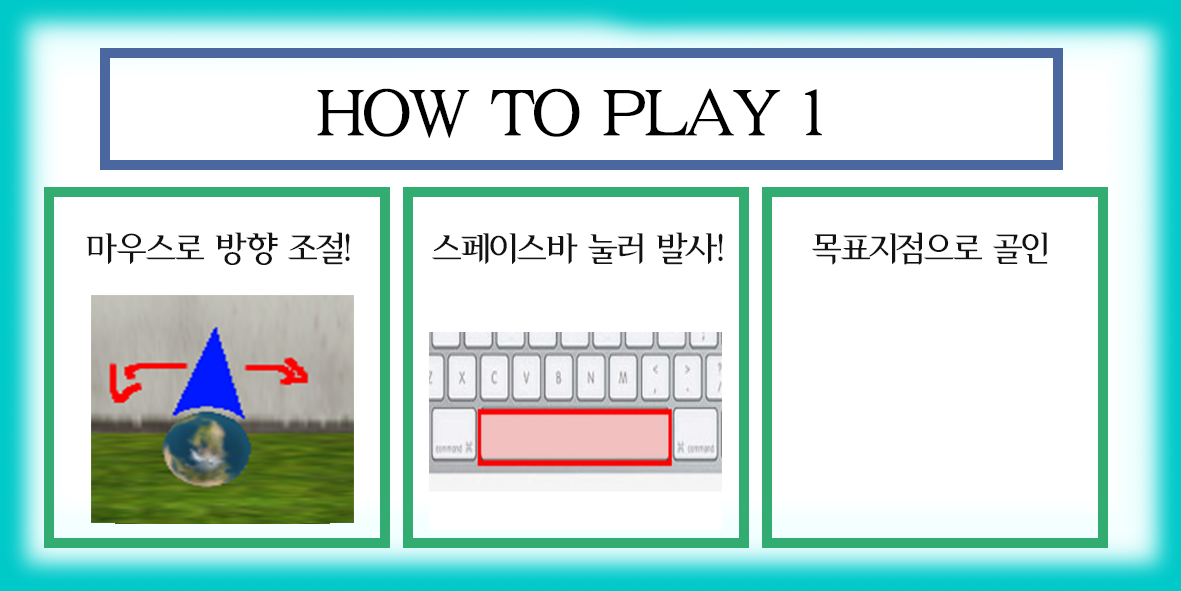 HOW TO PLAY 1
마우스로 방향 조절!
스페이스바 눌러 발사!
목표지점으로 골인
Z X C V B N M < , > . ? /
command ⌘
⌘ command